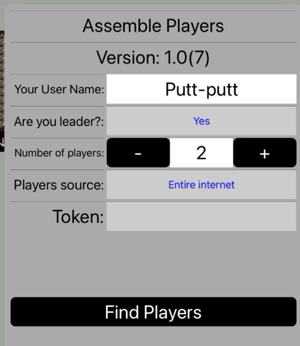 Assemble Players
Version: 1.0(7)
Your User Name: Putt-putt
Are you leader?: Yes
Number of players: - 2 +
Players source: Entire internet
Token:
Find Players